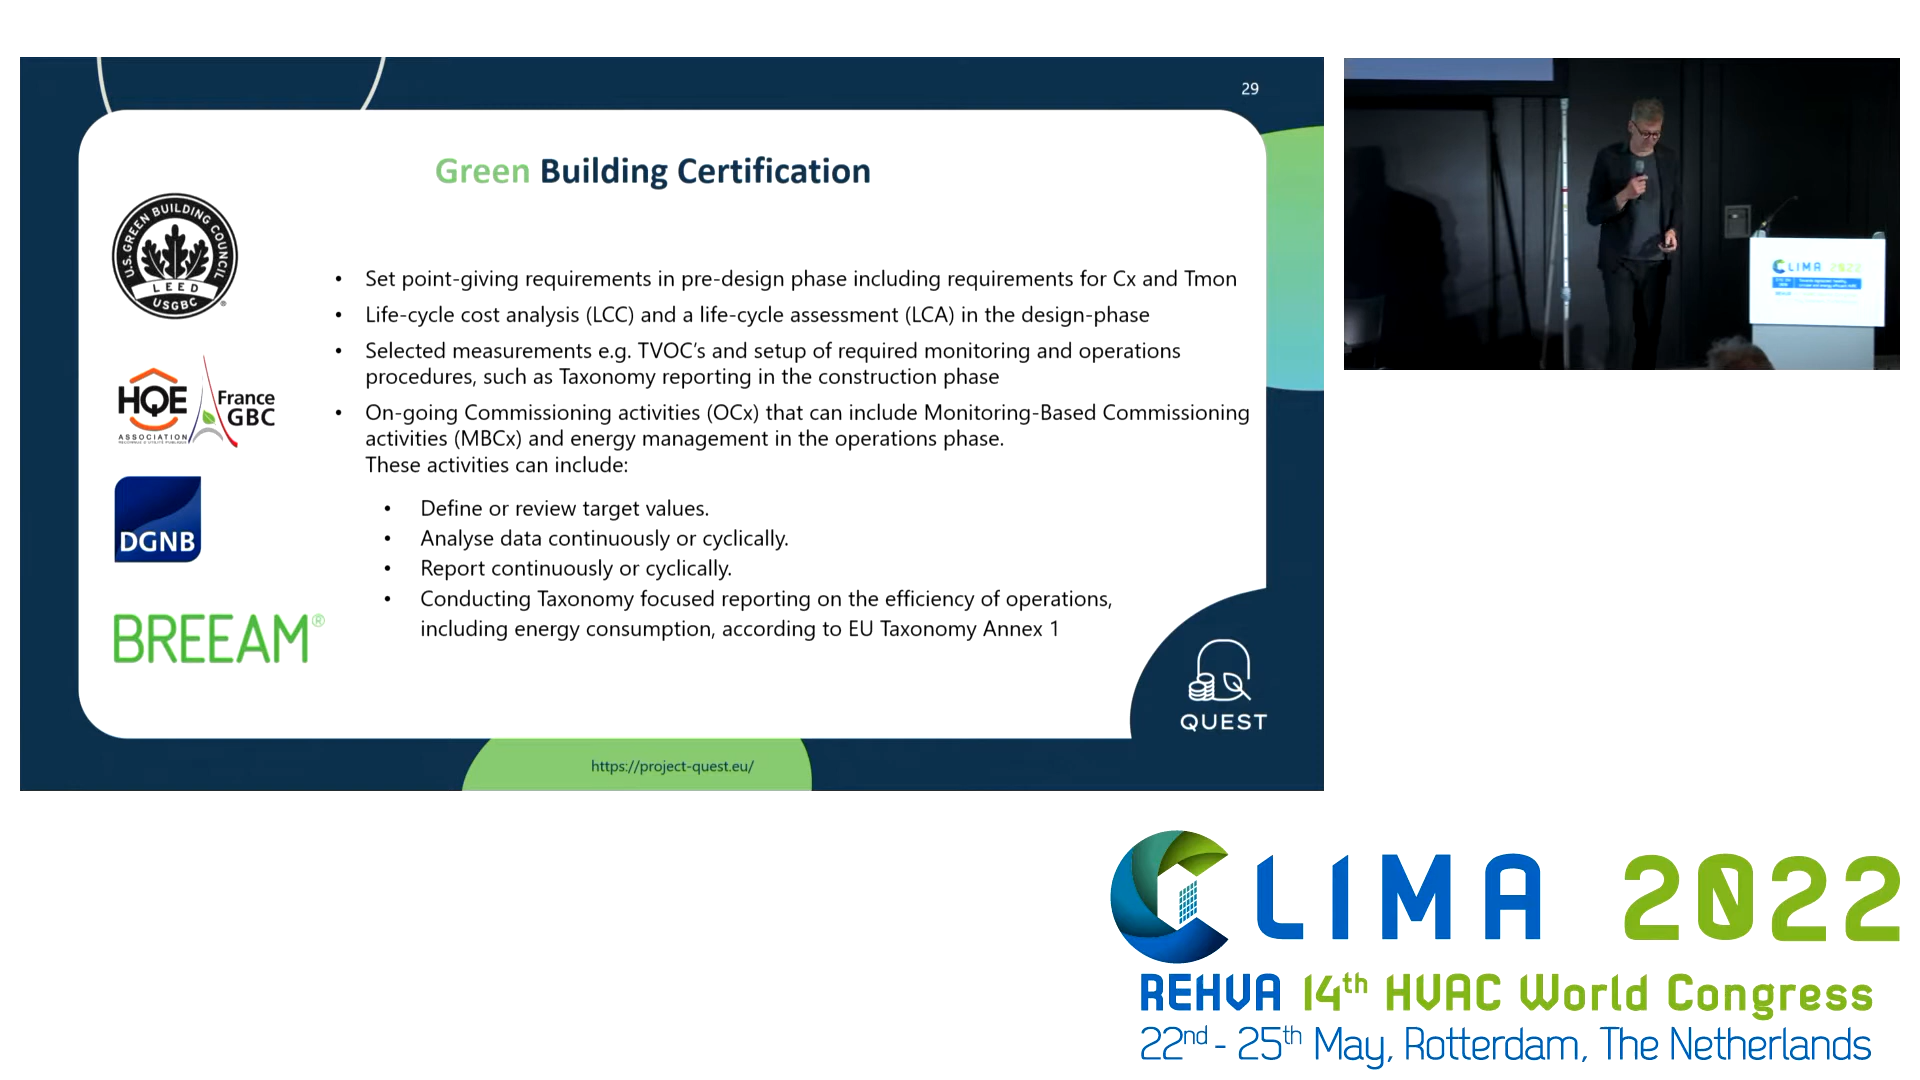 29
Green Building Certification
U.S. GREEN BUILDING COUNCIL
LEED
USGBC
HQE
ASSOCIATION
France
GBC
DGNB
BREEAM®
• Set point-giving requirements in pre-design phase including requirements for Cx and Tmon
• Life-cycle cost analysis (LCC) and a life-cycle assessment (LCA) in the design-phase
• Selected measurements e.g. TVOC’s and setup of required monitoring and operations
procedures, such as Taxonomy reporting in the construction phase
• On-going Commissioning activities (OCx) that can include Monitoring-Based Commissioning
activities (MBCx) and energy management in the operations phase.
These activities can include:
• Define or review target values.
• Analyse data continuously or cyclically.
• Report continuously or cyclically.
• Conducting Taxonomy focused reporting on the efficiency of operations,
including energy consumption, according to EU Taxonomy Annex 1
QUEST
https://project-quest.eu/
CLIMA 2022
CLIMA 2022
REHVA 14th HVAC World Congress
22nd - 25th May, Rotterdam, The Netherlands